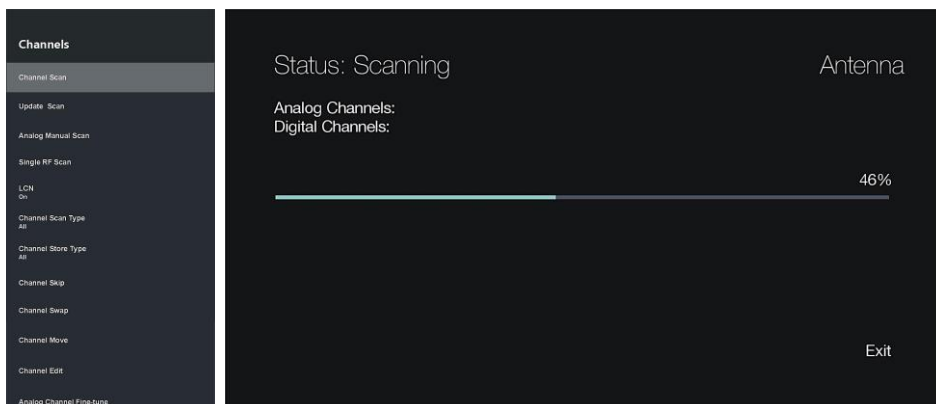 Channels
Channel Scan
Update Scan
Analog Manual Scan
Single RF Scan
LCN
On
Channel Scan Type
All
Channel Store Type
All
Channel Skip
Channel Swap
Channel Move
Channel Edit
Analog Channel Fine-tune
Status: Scanning
Antenna
Analog Channels:
Digital Channels:
46%
Exit